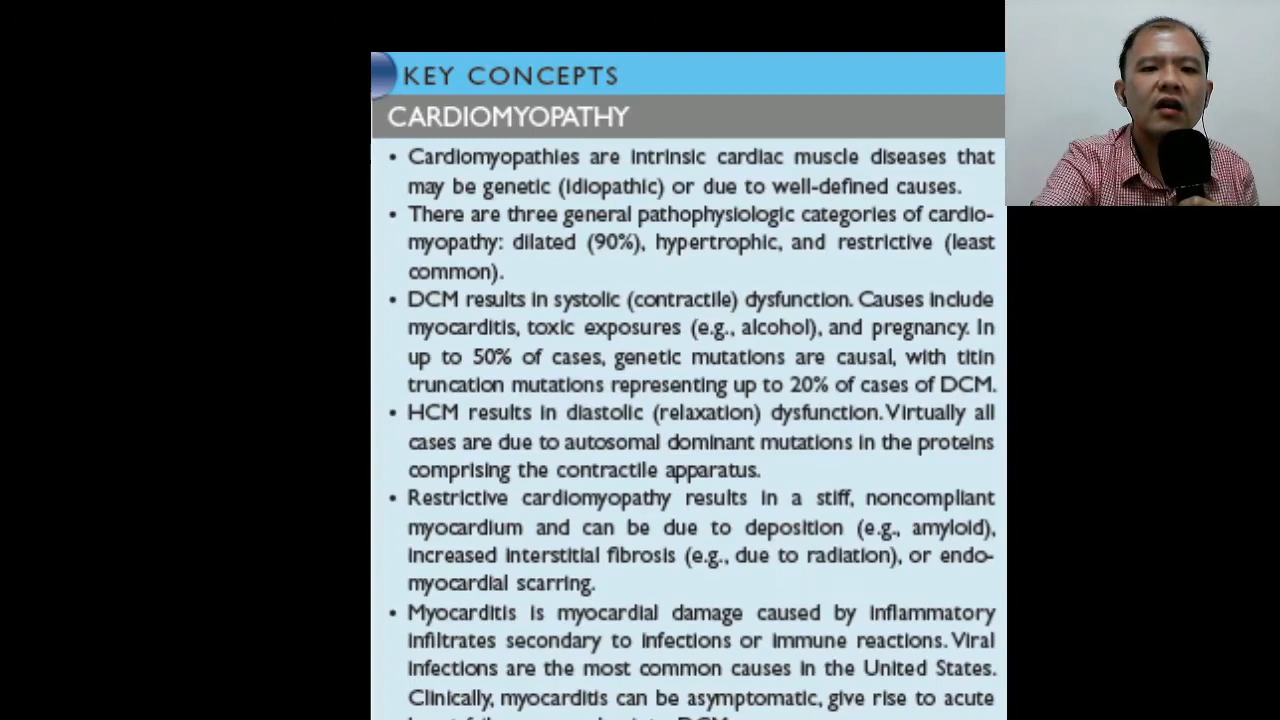 KEY CONCEPTS
CARDIOMYOPATHY
• Cardiomyopathies are intrinsic cardiac muscle diseases that
may be genetic (idiopathic) or due to well-defined causes.
• There are three general pathophysiologic categories of cardio-
myopathy: dilated (90%), hypertrophic, and restrictive (least
common).
• DCM results in systolic (contractile) dysfunction. Causes include
myocarditis, toxic exposures (e.g., alcohol), and pregnancy. In
up to 50% of cases, genetic mutations are causal, with titin
truncation mutations representing up to 20% of cases of DCM.
• HCM results in diastolic (relaxation) dysfunction. Virtually all
cases are due to autosomal dominant mutations in the proteins
comprising the contractile apparatus.
• Restrictive cardiomyopathy results in a stiff, noncompliant
myocardium and can be due to deposition (e.g., amyloid),
increased interstitial fibrosis (e.g., due to radiation), or endo-
myocardial scarring.
• Myocarditis is myocardial damage caused by inflammatory
infiltrates secondary to infections or immune reactions. Viral
infections are the most common causes in the United States.
Clinically, myocarditis can be asymptomatic, give rise to acute